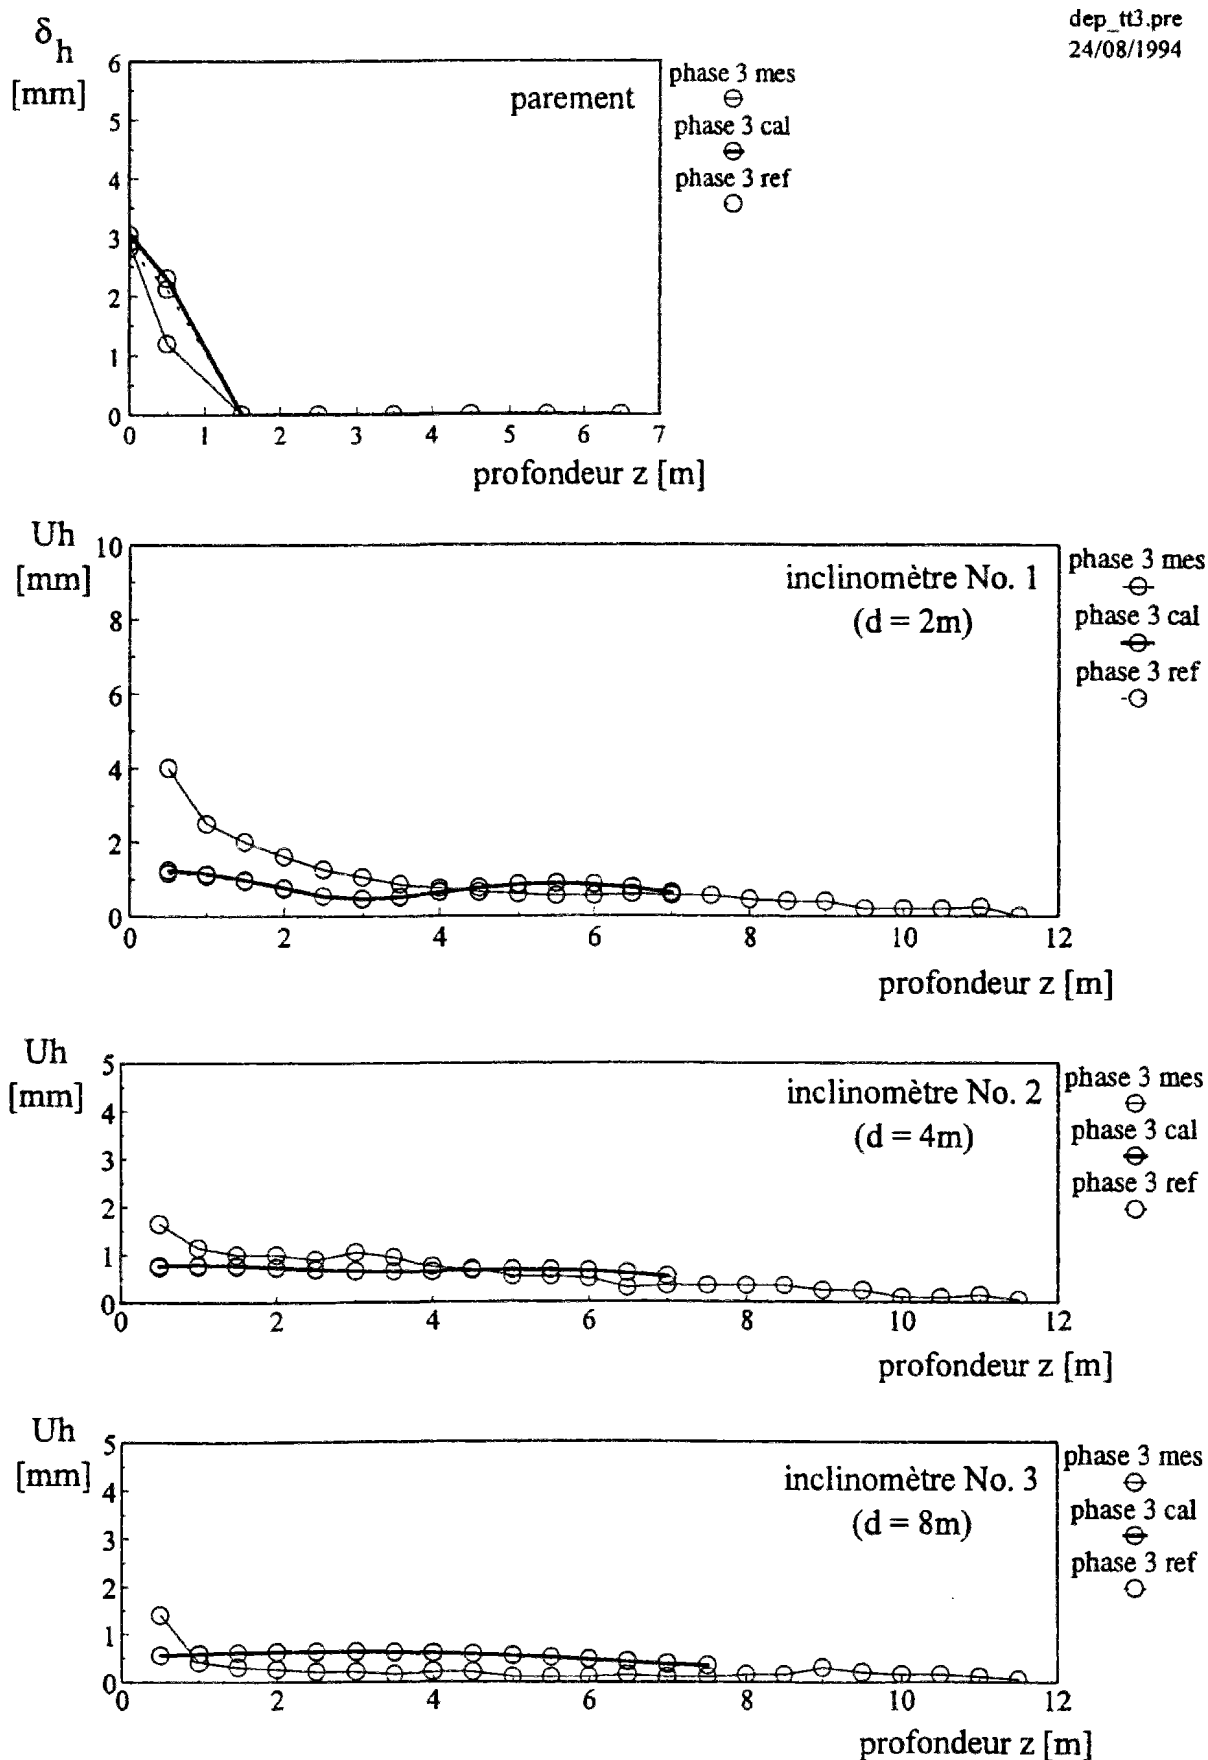 dep_tt3.pre
24/08/1994
δh
[mm]
6
5
4
3
2
1
0
parement
phase 3 mes
phase 3 cal
phase 3 ref
0 1 2 3 4 5 6 7
profondeur z [m]
Uh
[mm]
10
8
6
4
2
0
inclinomètre No. 1
(d = 2m)
phase 3 mes
phase 3 cal
phase 3 ref
0 2 4 6 8 10 12
profondeur z [m]
Uh
[mm]
5
4
3
2
1
0
inclinomètre No. 2
(d = 4m)
phase 3 mes
phase 3 cal
phase 3 ref
0 2 4 6 8 10 12
profondeur z [m]
Uh
[mm]
5
4
3
2
1
0
inclinomètre No. 3
(d = 8m)
phase 3 mes
phase 3 cal
phase 3 ref
0 2 4 6 8 10 12
profondeur z [m]